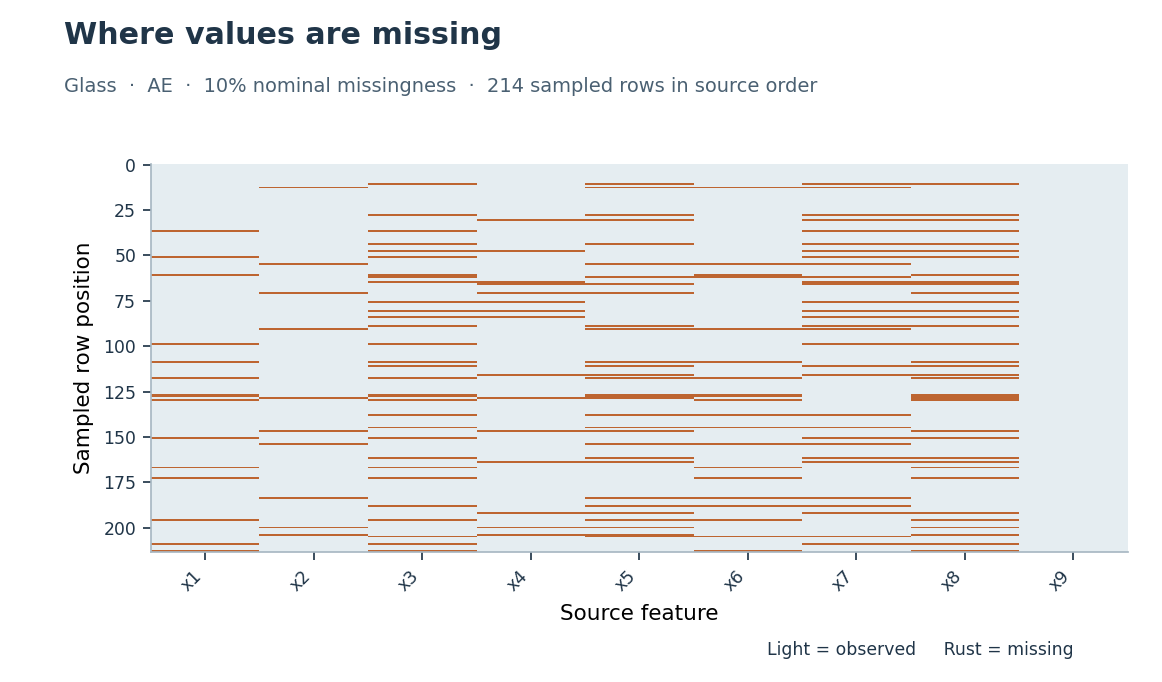 Where values are missing
Glass · AE · 10% nominal missingness · 214 sampled rows in source order
0
25
50
75
100
125
150
175
200
Sampled row position
x1 x2 x3 x4 x5 x6 x7 x8 x9
Source feature
Light = observed Rust = missing